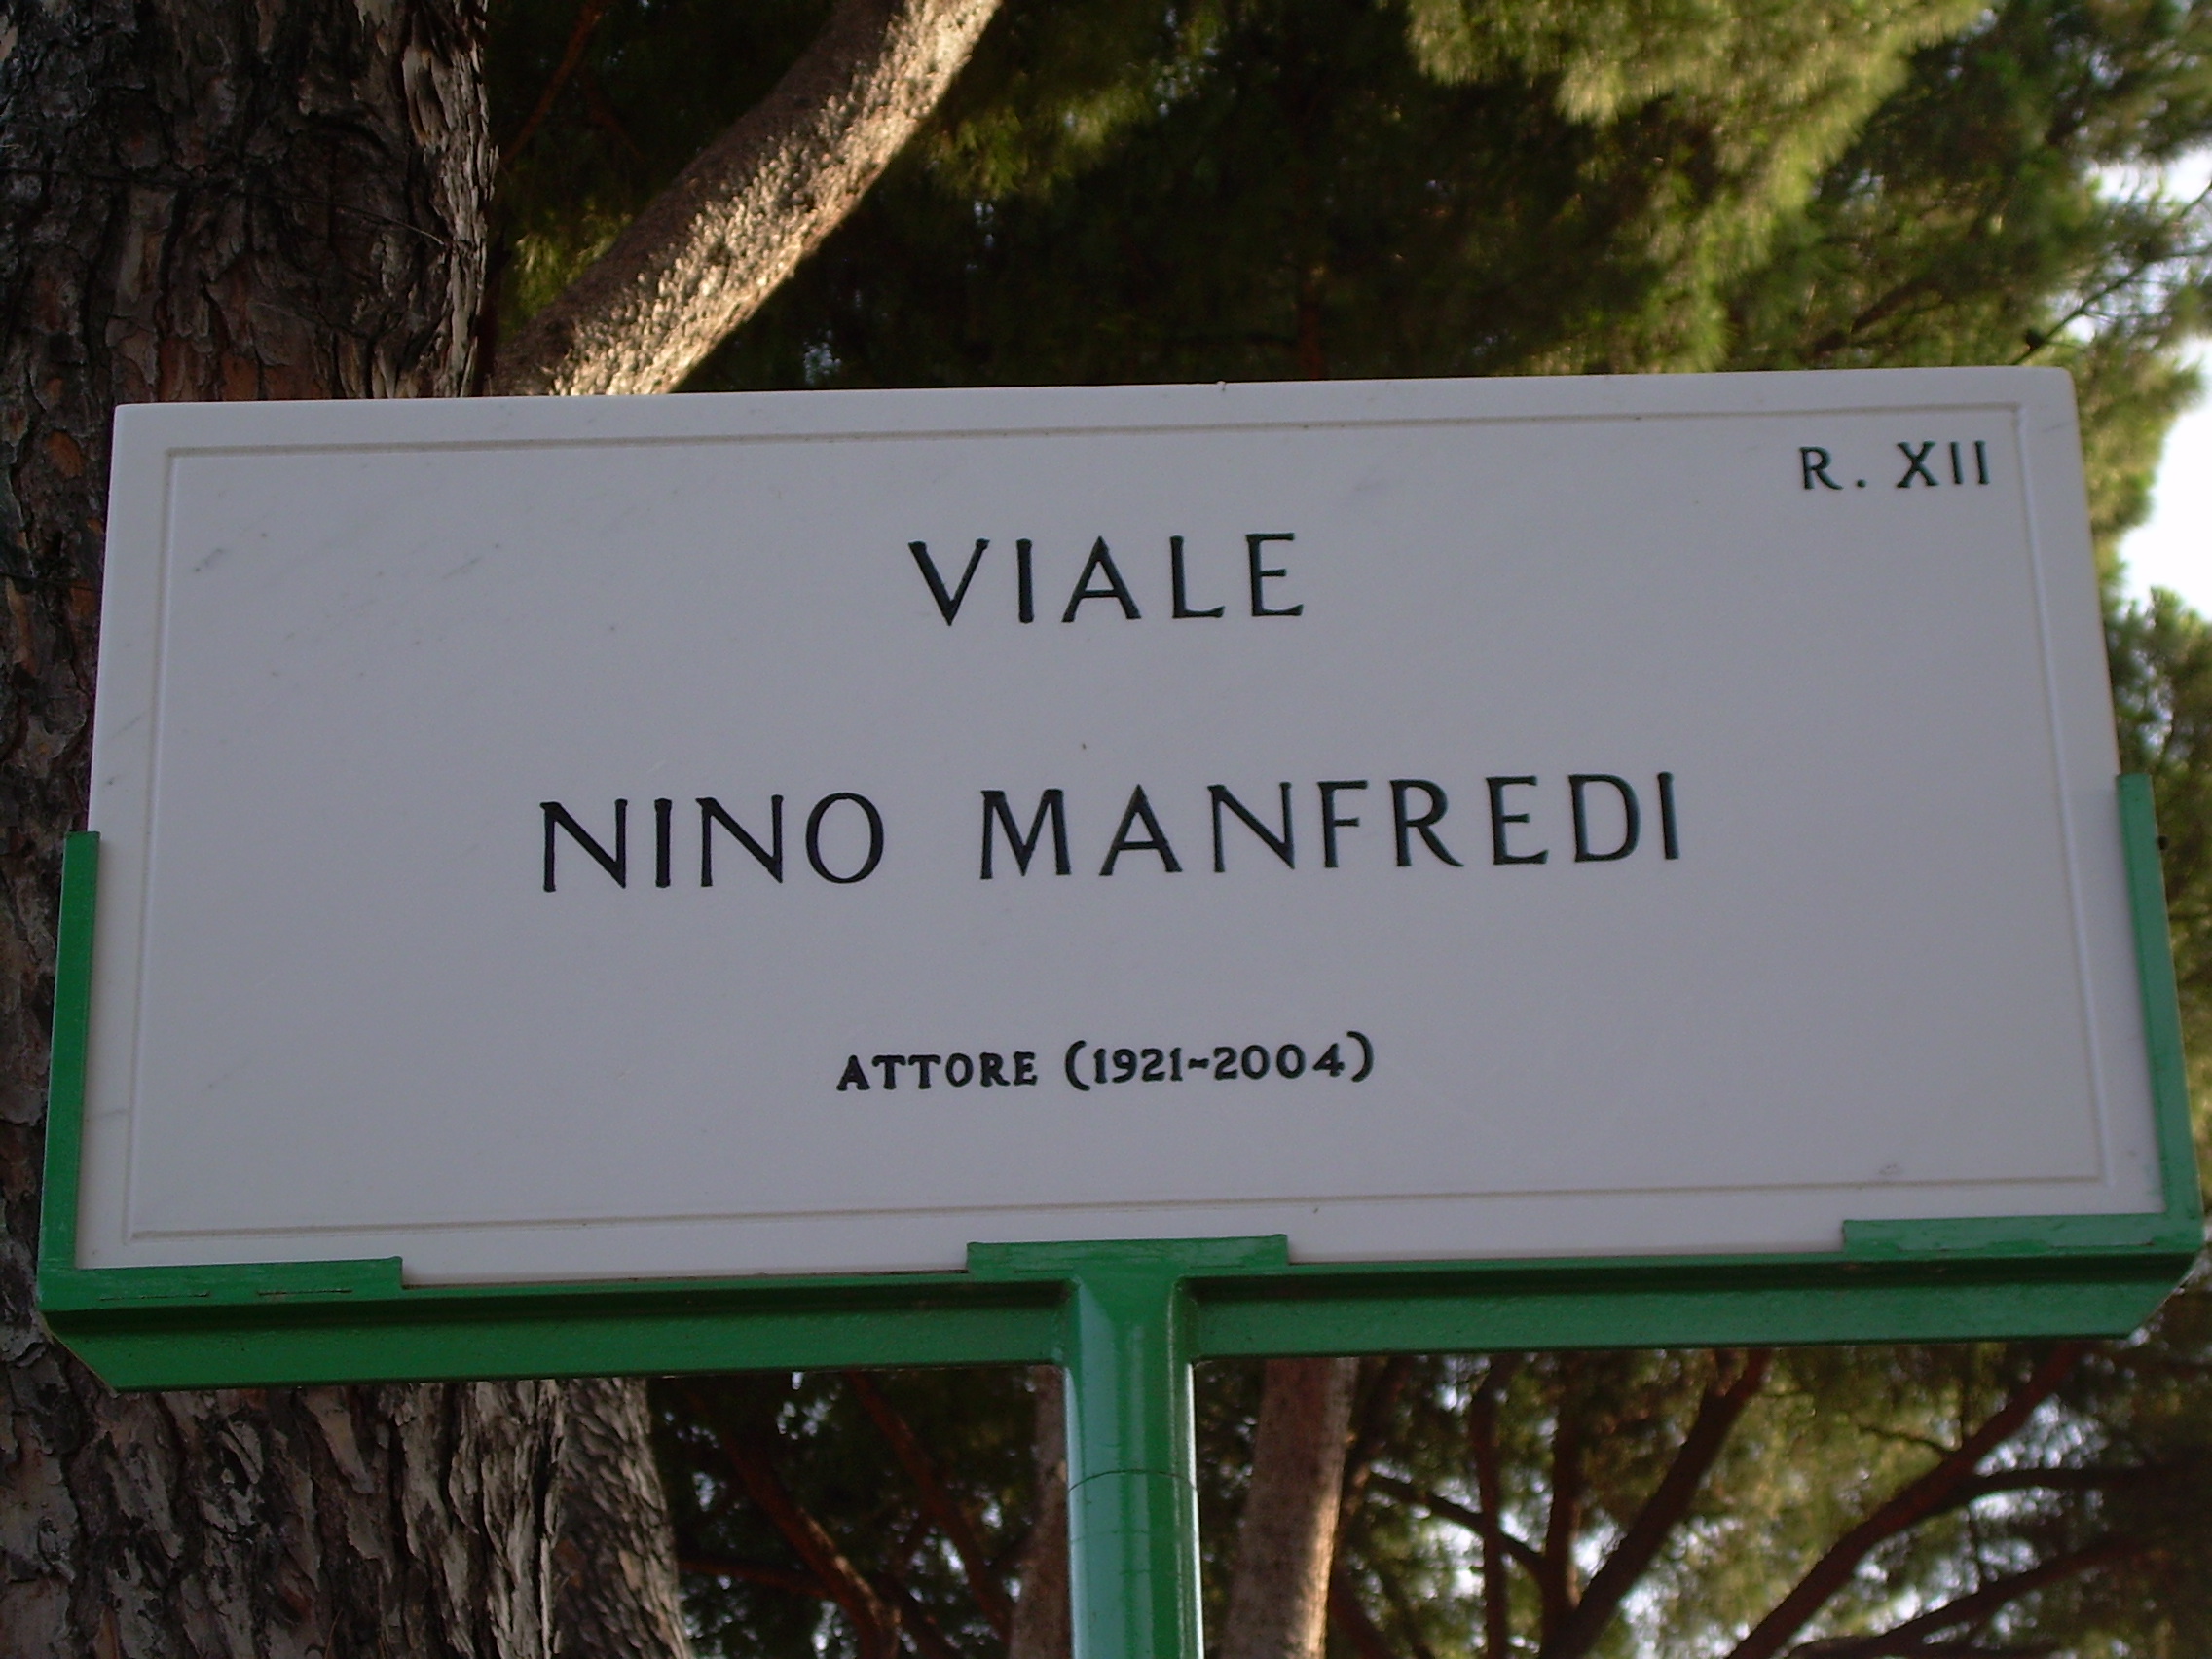 R. XII
VIALE
NINO MANFREDI
ATTORE (1921-2004)